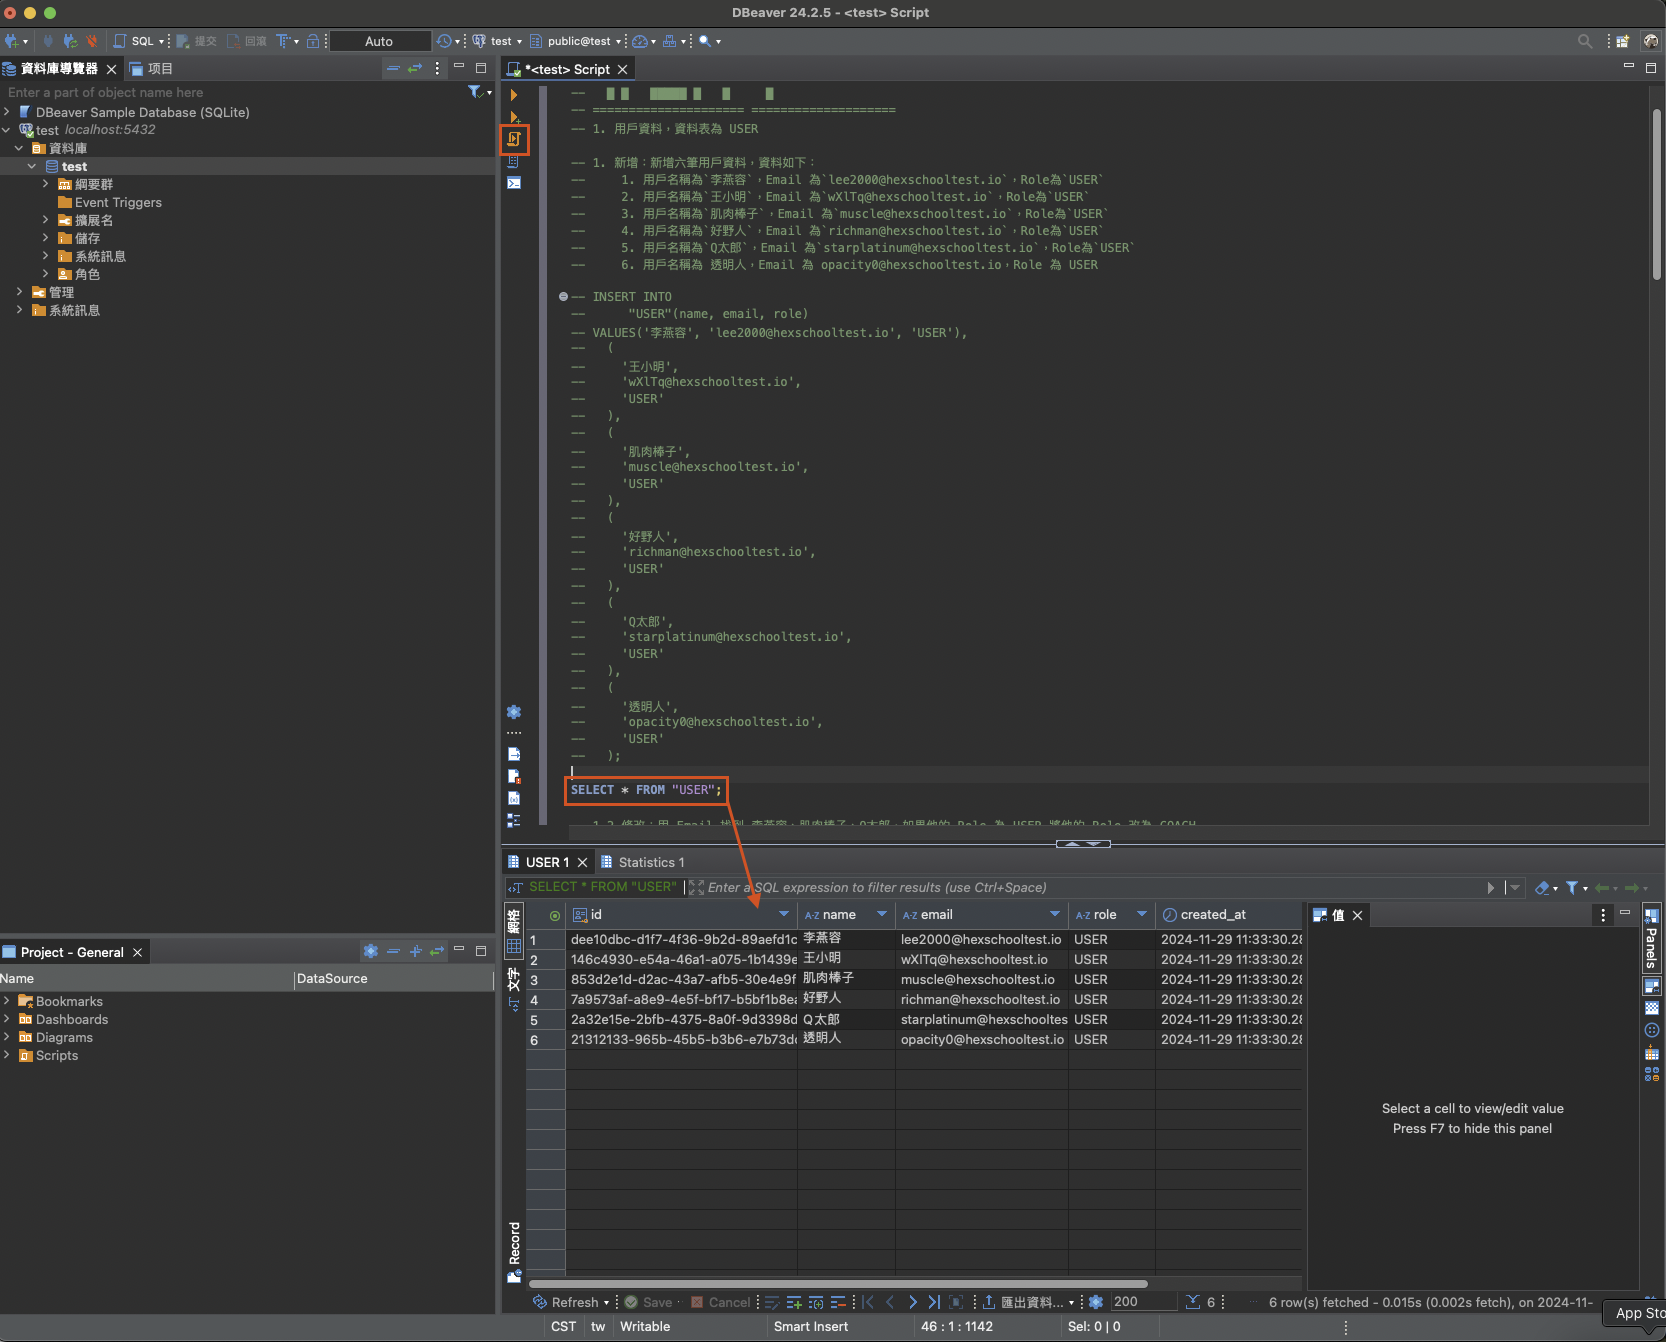 DBeaver 24.2.5 - <test> Script
SQL 提交 回滾 Auto test public@test
資料庫導覽器 项目
Enter a part of object name here
DBeaver Sample Database (SQLite)
test localhost:5432
資料庫
test
綱要群
Event Triggers
擴展名
儲存
系統訊息
角色
管理
系統訊息
Project - General
Name DataSource
Bookmarks
Dashboards
Diagrams
Scripts
*<test> Script
-- ===================== ====================
-- 1. 用戶資料，資料表為 USER
-- 1. 新增：新增六筆用戶資料，資料如下：
-- 1. 用戶名稱為`李燕容`，Email 為`lee2000@hexschooltest.io`，Role為`USER`
-- 2. 用戶名稱為`王小明`，Email 為`wXlTq@hexschooltest.io`，Role為`USER`
-- 3. 用戶名稱為`肌肉棒子`，Email 為`muscle@hexschooltest.io`，Role為`USER`
-- 4. 用戶名稱為`好野人`，Email 為`richman@hexschooltest.io`，Role為`USER`
-- 5. 用戶名稱為`Q太郎`，Email 為`starplatinum@hexschooltest.io`，Role為`USER`
-- 6. 用戶名稱為 透明人，Email 為 opacity0@hexschooltest.io，Role 為 USER
-- INSERT INTO
-- "USER"(name, email, role)
-- VALUES('李燕容', 'lee2000@hexschooltest.io', 'USER'),
-- (
-- '王小明',
-- 'wXlTq@hexschooltest.io',
-- 'USER'
-- ),
-- (
-- '肌肉棒子',
-- 'muscle@hexschooltest.io',
-- 'USER'
-- ),
-- (
-- '好野人',
-- 'richman@hexschooltest.io',
-- 'USER'
-- ),
-- (
-- 'Q太郎',
-- 'starplatinum@hexschooltest.io',
-- 'USER'
-- ),
-- (
-- '透明人',
-- 'opacity0@hexschooltest.io',
-- 'USER'
-- );
SELECT * FROM "USER";
USER 1 Statistics 1
SELECT * FROM "USER" Enter a SQL expression to filter results (use Ctrl+Space)
網格
文字
Record
id name email role created_at
1 dee10dbc-d1f7-4f36-9b2d-89aefd1c 李燕容 lee2000@hexschooltest.io USER 2024-11-29 11:33:30.28
2 146c4930-e54a-46a1-a075-1b1439e 王小明 wXlTq@hexschooltest.io USER 2024-11-29 11:33:30.28
3 853d2e1d-d2ac-43a7-afb5-30e4e9f 肌肉棒子 muscle@hexschooltest.io USER 2024-11-29 11:33:30.28
4 7a9573af-a8e9-4e5f-bf17-b5bf1b8ea 好野人 richman@hexschooltest.io USER 2024-11-29 11:33:30.28
5 2a32e15e-2bfb-4375-8a0f-9d3398d Q太郎 starplatinum@hexschooltes USER 2024-11-29 11:33:30.28
6 21312133-965b-45b5-b3b6-e7b73dc 透明人 opacity0@hexschooltest.io USER 2024-11-29 11:33:30.28
值
Panels
Select a cell to view/edit value
Press F7 to hide this panel
Refresh Save Cancel 匯出資料... 200 6 6 row(s) fetched - 0.015s (0.002s fetch), on 2024-11-
App Sto
CST tw Writable Smart Insert 46 : 1 : 1142 Sel: 0 | 0